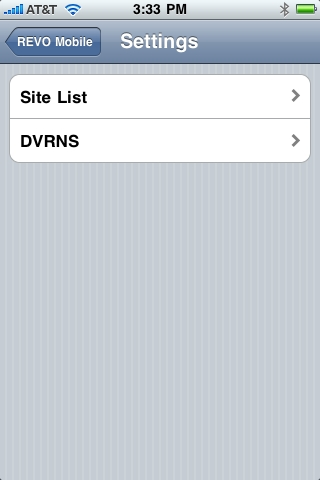 AT&T 3:33 PM
REVO Mobile Settings
Site List
DVRNS